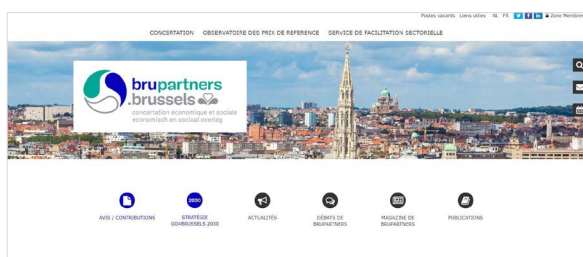 Postes vacants Liens utiles NL FR Zone Membres
CONCERTATION OBSERVATOIRE DES PRIX DE REFERENCE SERVICE DE FACILITATION SECTORIELLE
brupartners
.brussels
concertation economique et sociale
economisch en sociaal overleg
2030
AVIS / CONTRIBUTIONS
STRATÉGIE
GO4BRUSSELS 2030
ACTUALITÉS
DÉBATS DE
BRUPARTNERS
MAGAZINE DE
BRUPARTNERS
PUBLICATIONS